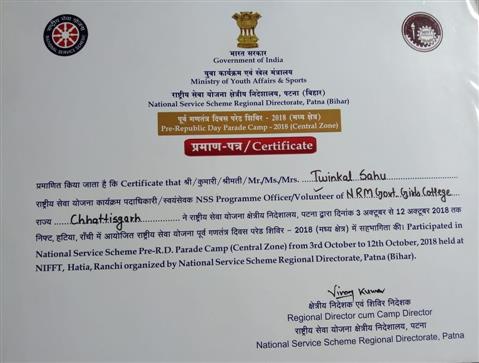 राष्ट्रीय सेवा योजना
NATIONAL SERVICE SCHEME
भारत सरकार
Government of India
युवा कार्यक्रम एवं खेल मंत्रालय
Ministry of Youth Affairs & Sports
राष्ट्रीय सेवा योजना क्षेत्रीय निदेशालय, पटना (बिहार)
National Service Scheme Regional Directorate, Patna (Bihar)
पूर्व गणतंत्र दिवस परेड शिविर - 2018 (मध्य क्षेत्र)
Pre-Republic Day Parade Camp - 2018 (Central Zone)
प्रमाण-पत्र/Certificate
प्रमाणित किया जाता है कि Certificate that श्री/कुमारी/श्रीमती/Mr./Ms./Mrs. Twinkal Sahu
राष्ट्रीय सेवा योजना कार्यक्रम पदाधिकारी/स्वयंसेवक NSS Programme Officer/Volunteer of N.R.M. Govt. Girls College
राज्य Chhattisgarh ने राष्ट्रीय सेवा योजना क्षेत्रीय निदेशालय, पटना द्वारा दिनांक 3 अक्टूबर से 12 अक्टूबर 2018 तक
निफ्ट, हटिया, राँची में आयोजित राष्ट्रीय सेवा योजना पूर्व गणतंत्र दिवस परेड शिविर – 2018 (मध्य क्षेत्र) में सहभागिता की। Participated in
National Service Scheme Pre-R.D. Parade Camp (Central Zone) from 3rd October to 12th October, 2018 held at
NIFFT, Hatia, Ranchi organized by National Service Scheme Regional Directorate, Patna (Bihar).
Vinay Kumar
क्षेत्रीय निदेशक एवं शिविर निदेशक
Regional Director cum Camp Director
राष्ट्रीय सेवा योजना क्षेत्रीय निदेशालय, पटना
National Service Scheme Regional Directorate, Patna